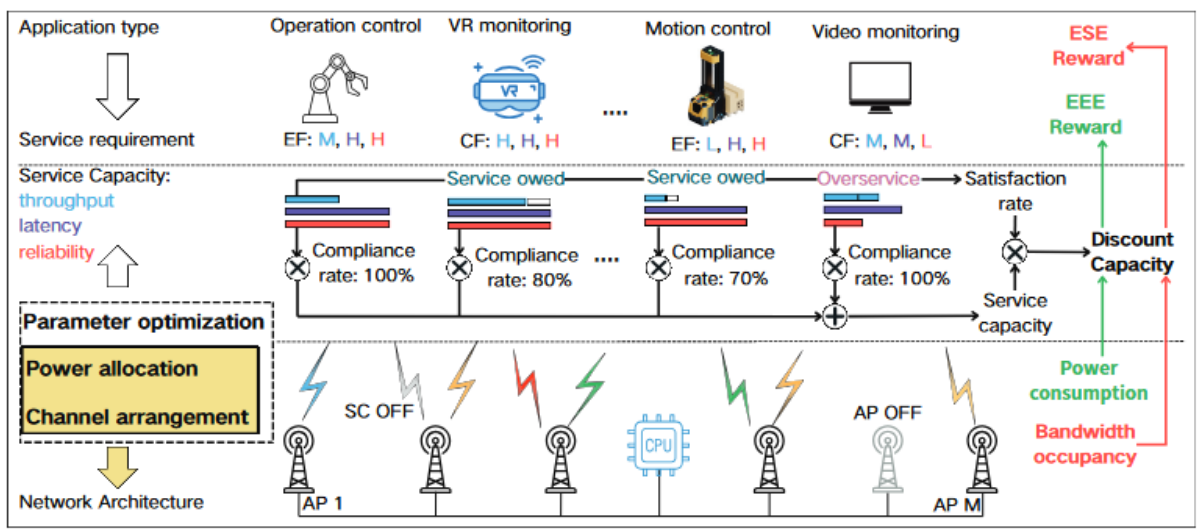 Application type
Operation control
VR monitoring
Motion control
Video monitoring
ESE
Reward
VR
....
EEE
Reward
Service requirement
EF: M, H, H
CF: H, H, H
EF: L, H, H
CF: M, M, L
Service Capacity:
throughput
latency
reliability
Service owed
Service owed
Overservice
Satisfaction
rate
Compliance
rate: 100%
Compliance
rate: 80%
....
Compliance
rate: 70%
Compliance
rate: 100%
Discount
Capacity
Service
capacity
Parameter optimization
Power allocation
Channel arrangement
SC OFF
CPU
AP OFF
Power
consumption
Bandwidth
occupancy
Network Architecture
AP 1
AP M